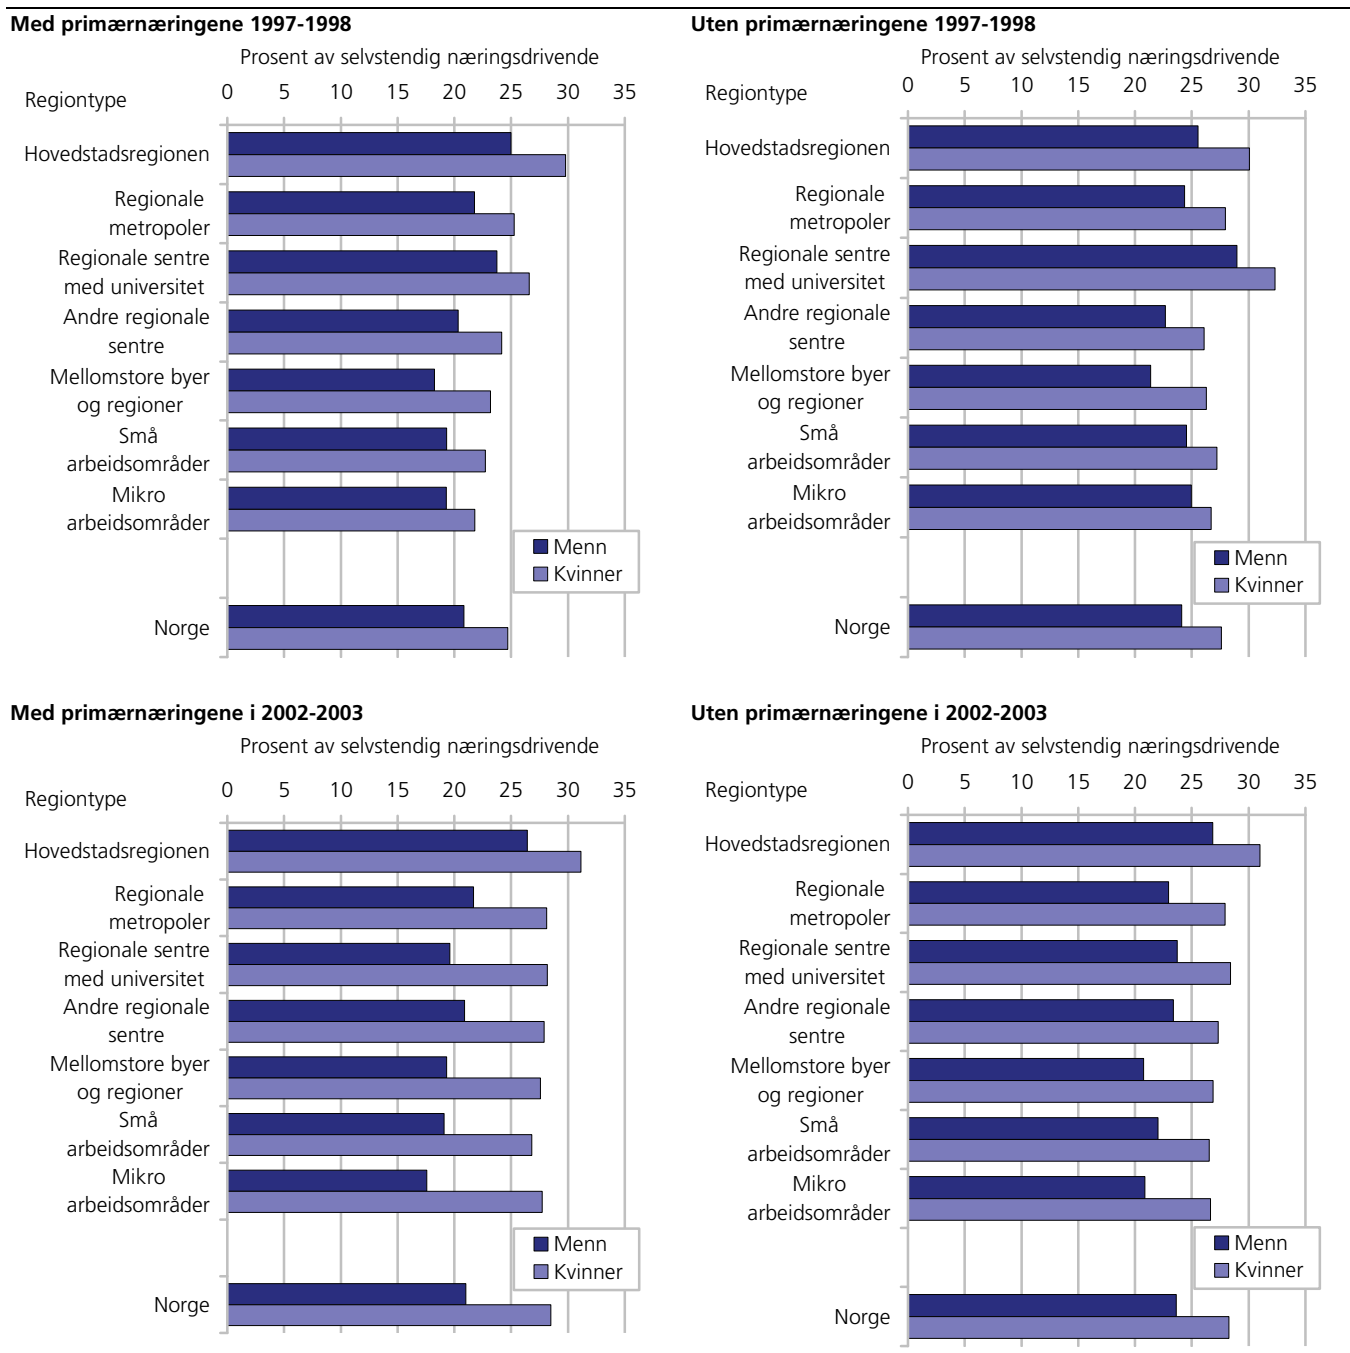 Med primærnæringene 1997-1998
Prosent av selvstendig næringsdrivende
Regiontype
0 5 10 15 20 25 30 35
Hovedstadsregionen
Regionale
metropoler
Regionale sentre
med universitet
Andre regionale
sentre
Mellomstore byer
og regioner
Små
arbeidsområder
Mikro
arbeidsområder
Menn
Kvinner
Norge
Uten primærnæringene 1997-1998
Prosent av selvstendig næringsdrivende
Regiontype
0 5 10 15 20 25 30 35
Hovedstadsregionen
Regionale
metropoler
Regionale sentre
med universitet
Andre regionale
sentre
Mellomstore byer
og regioner
Små
arbeidsområder
Mikro
arbeidsområder
Menn
Kvinner
Norge
Med primærnæringene i 2002-2003
Prosent av selvstendig næringsdrivende
Regiontype
0 5 10 15 20 25 30 35
Hovedstadsregionen
Regionale
metropoler
Regionale sentre
med universitet
Andre regionale
sentre
Mellomstore byer
og regioner
Små
arbeidsområder
Mikro
arbeidsområder
Menn
Kvinner
Norge
Uten primærnæringene i 2002-2003
Prosent av selvstendig næringsdrivende
Regiontype
0 5 10 15 20 25 30 35
Hovedstadsregionen
Regionale
metropoler
Regionale sentre
med universitet
Andre regionale
sentre
Mellomstore byer
og regioner
Små
arbeidsområder
Mikro
arbeidsområder
Menn
Kvinner
Norge